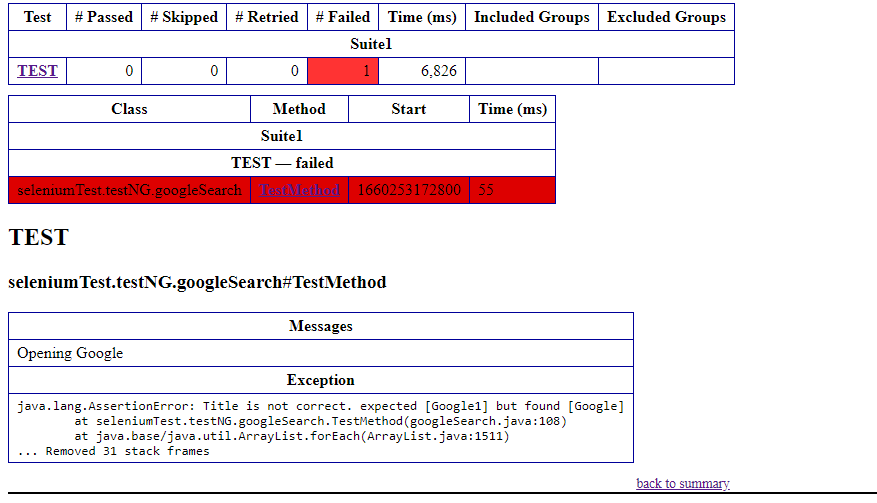 Test # Passed # Skipped # Retried # Failed Time (ms) Included Groups Excluded Groups
Suite1
TEST 0 0 0 1 6,826
Class Method Start Time (ms)
Suite1
TEST — failed
seleniumTest.testNG.googleSearch TestMethod 1660253172800 55
TEST
seleniumTest.testNG.googleSearch#TestMethod
Messages
Opening Google
Exception
java.lang.AssertionError: Title is not correct. expected [Google1] but found [Google]
at seleniumTest.testNG.googleSearch.TestMethod(googleSearch.java:108)
at java.base/java.util.ArrayList.forEach(ArrayList.java:1511)
... Removed 31 stack frames
back to summary